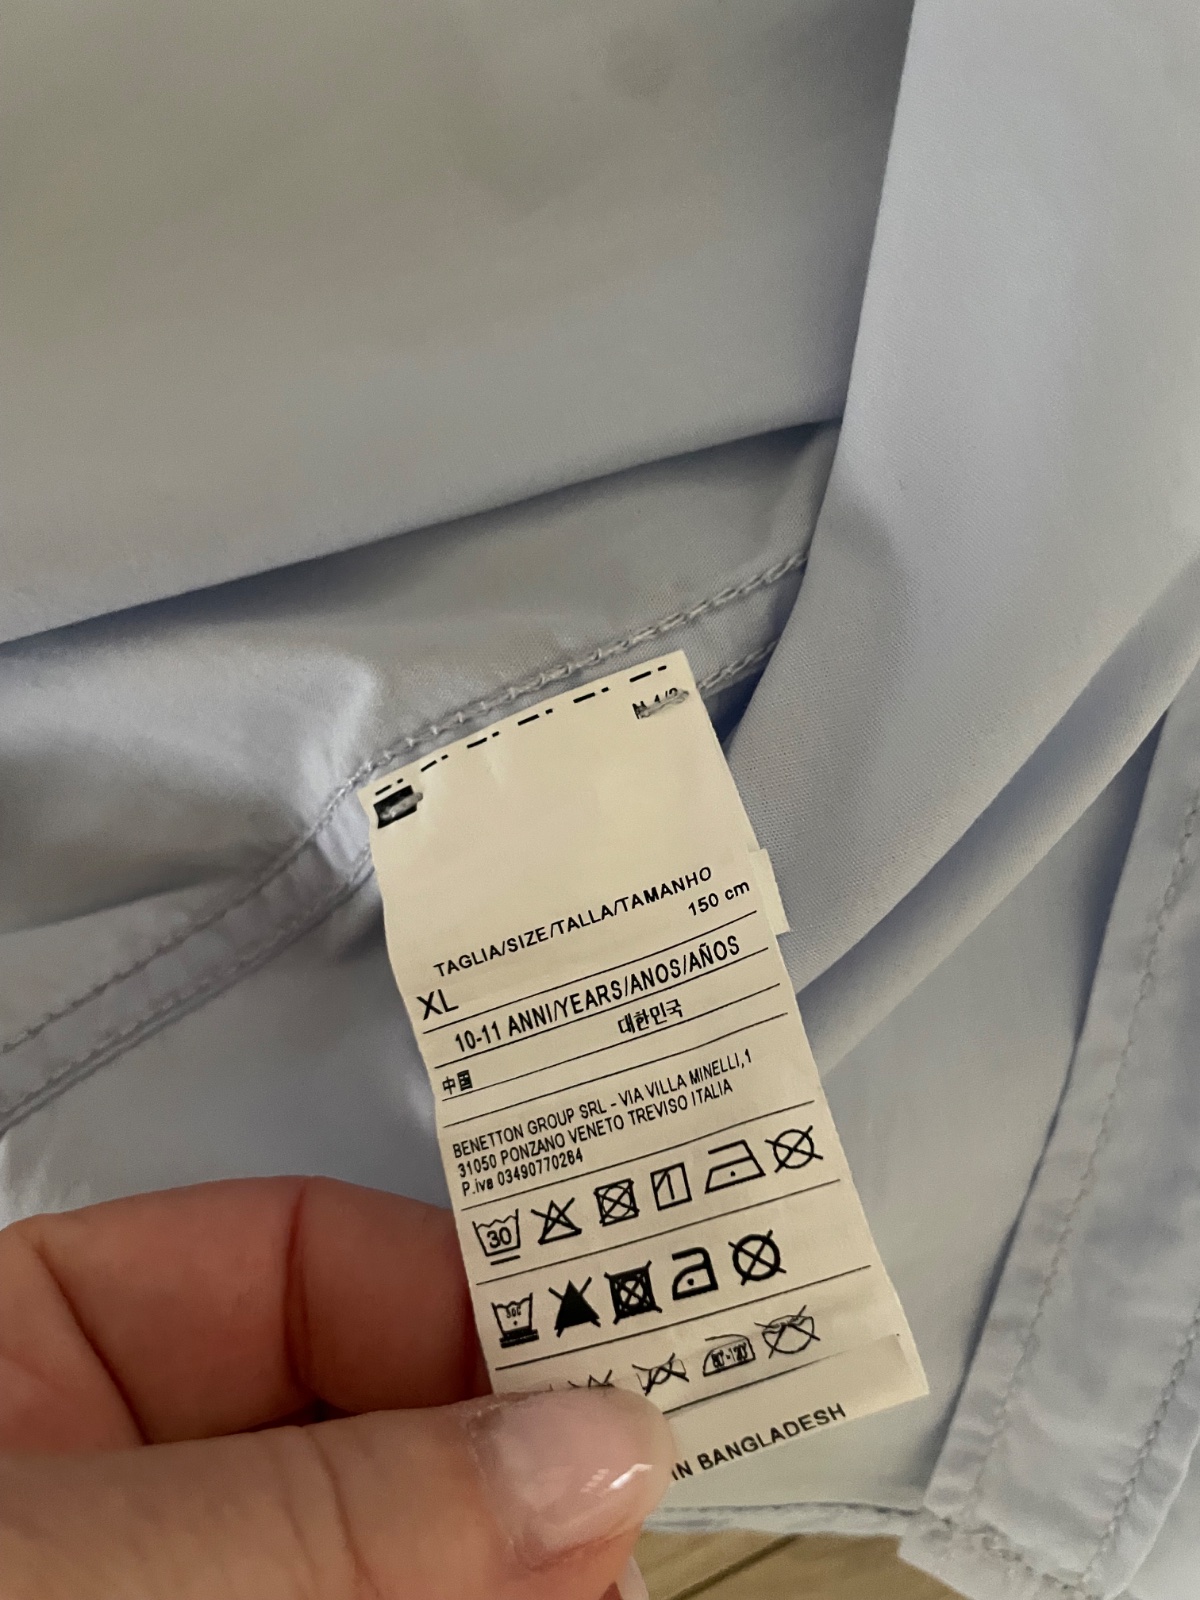 TAGLIA/SIZE/TALLA/TAMANHO
XL 150 cm
10-11 ANNI/YEARS/ANOS/AÑOS
대한민국
中国
BENETTON GROUP SRL - VIA VILLA MINELLI,1
31050 PONZANO VENETO TREVISO ITALIA
P.iva 03490770264
30
30C
IN BANGLADESH